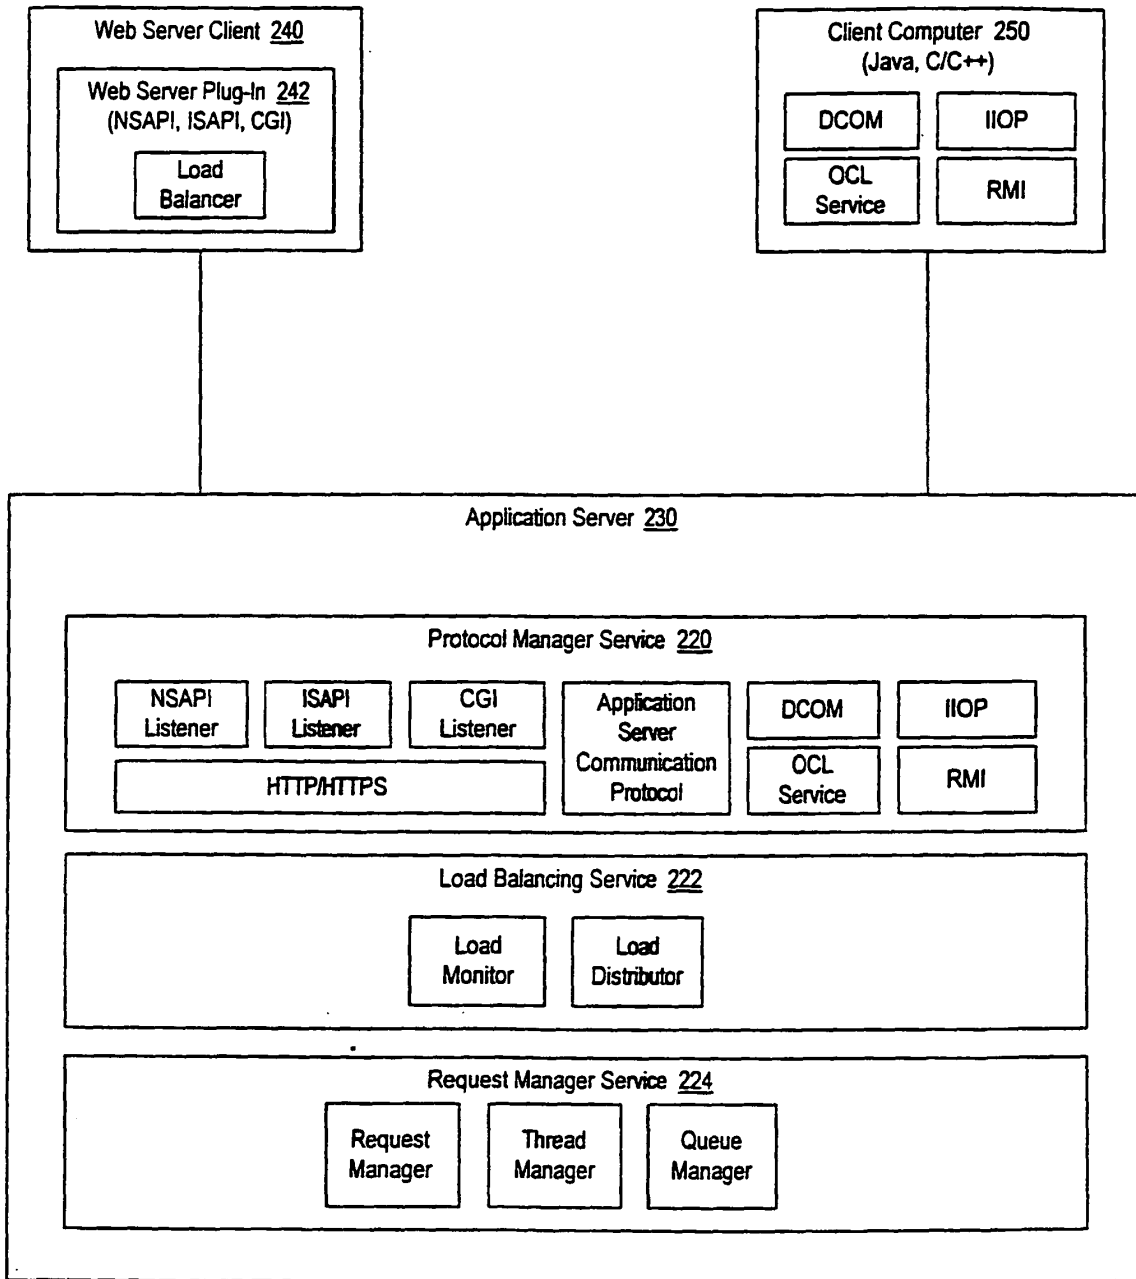 Web Server Client 240
Web Server Plug-In 242
(NSAPI, ISAPI, CGI)
Load
Balancer
Client Computer 250
(Java, C/C++)
DCOM
IIOP
OCL
Service
RMI
Application Server 230
Protocol Manager Service 220
NSAPI
Listener
ISAPI
Listener
CGI
Listener
HTTP/HTTPS
Application
Server
Communication
Protocol
DCOM
IIOP
OCL
Service
RMI
Load Balancing Service 222
Load
Monitor
Load
Distributor
Request Manager Service 224
Request
Manager
Thread
Manager
Queue
Manager